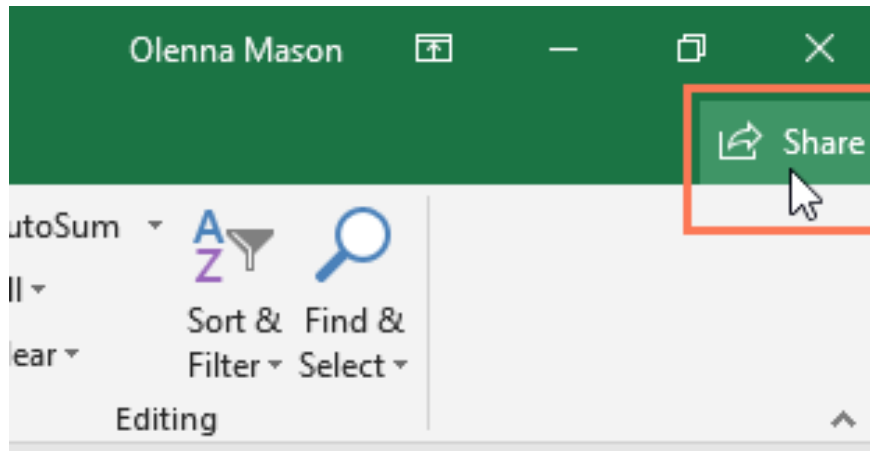 Olenna Mason
Share
utoSum
A
Z
ll
Sort & Find &
lear
Filter Select
Editing